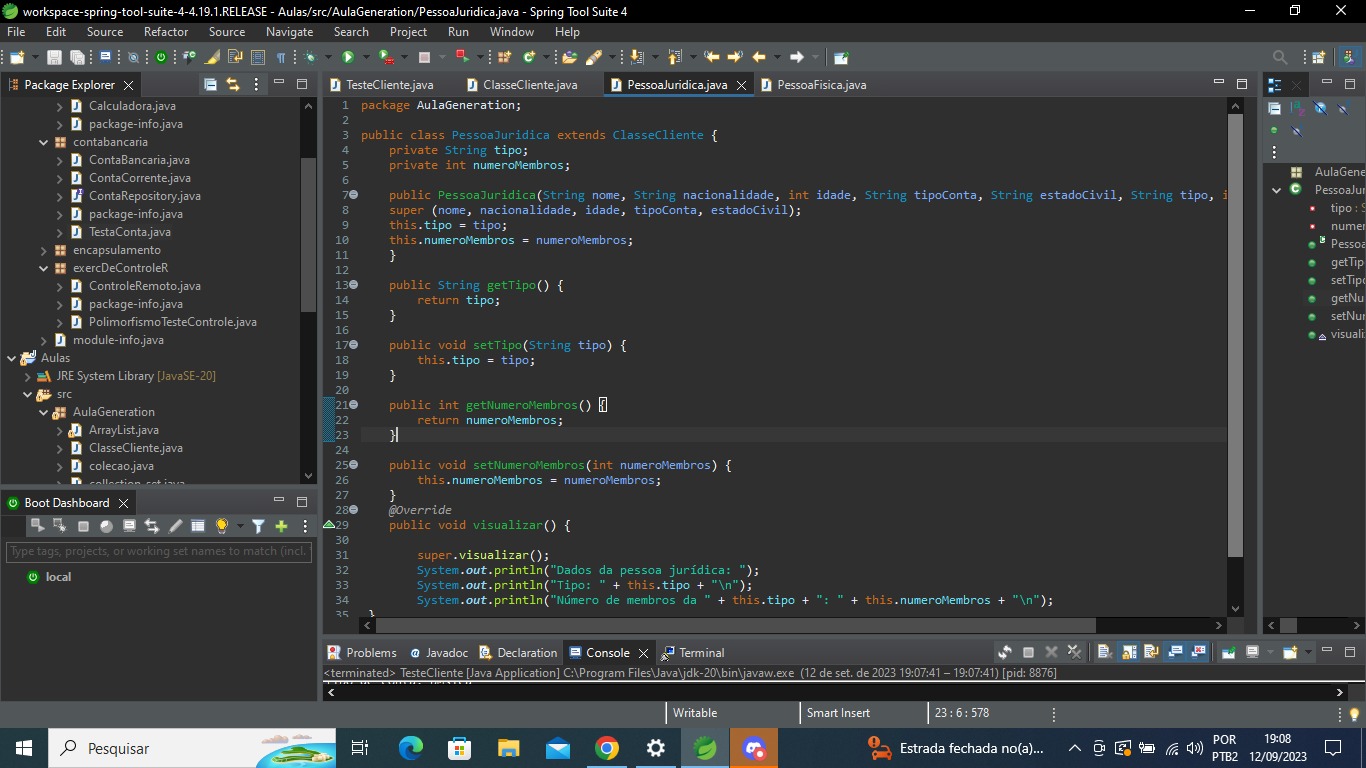 workspace-spring-tool-suite-4-4.19.1.RELEASE - Aulas/src/AulaGeneration/PessoaJuridica.java - Spring Tool Suite 4
File Edit Source Refactor Source Navigate Search Project Run Window Help
Package Explorer
Calculadora.java
package-info.java
contabancaria
ContaBancaria.java
ContaCorrente.java
ContaRepository.java
package-info.java
TestaConta.java
encapsulamento
exercDeControleR
ControleRemoto.java
package-info.java
PolimorfismoTesteControle.java
module-info.java
Aulas
JRE System Library [JavaSE-20]
src
AulaGeneration
ArrayList.java
ClasseCliente.java
colecao.java
collection_set.java
Boot Dashboard
Type tags, projects, or working set names to match (incl.
local
TesteCliente.java ClasseCliente.java PessoaJuridica.java PessoaFisica.java
1 package AulaGeneration;
2
3 public class PessoaJuridica extends ClasseCliente {
4 private String tipo;
5 private int numeroMembros;
6
7 public PessoaJuridica(String nome, String nacionalidade, int idade, String tipoConta, String estadoCivil, String tipo, i
8 super (nome, nacionalidade, idade, tipoConta, estadoCivil);
9 this.tipo = tipo;
10 this.numeroMembros = numeroMembros;
11 }
12
13 public String getTipo() {
14 return tipo;
15 }
16
17 public void setTipo(String tipo) {
18 this.tipo = tipo;
19 }
20
21 public int getNumeroMembros() {
22 return numeroMembros;
23 }
24
25 public void setNumeroMembros(int numeroMembros) {
26 this.numeroMembros = numeroMembros;
27 }
28 @Override
29 public void visualizar() {
30
31 super.visualizar();
32 System.out.println("Dados da pessoa jurídica: ");
33 System.out.println("Tipo: " + this.tipo + "\n");
34 System.out.println("Número de membros da " + this.tipo + ": " + this.numeroMembros + "\n");
35 }
AulaGene
PessoaJur
tipo : S
numer
Pessoa
getTip
setTipo
getNu
setNur
visuali
Problems Javadoc Declaration Console Terminal
<terminated> TesteCliente [Java Application] C:\Program Files\Java\jdk-20\bin\javaw.exe (12 de set. de 2023 19:07:41 – 19:07:41) [pid: 8876]
Writable Smart Insert 23 : 6 : 578
Pesquisar
Estrada fechada no(a)...
POR
PTB2
19:08
12/09/2023